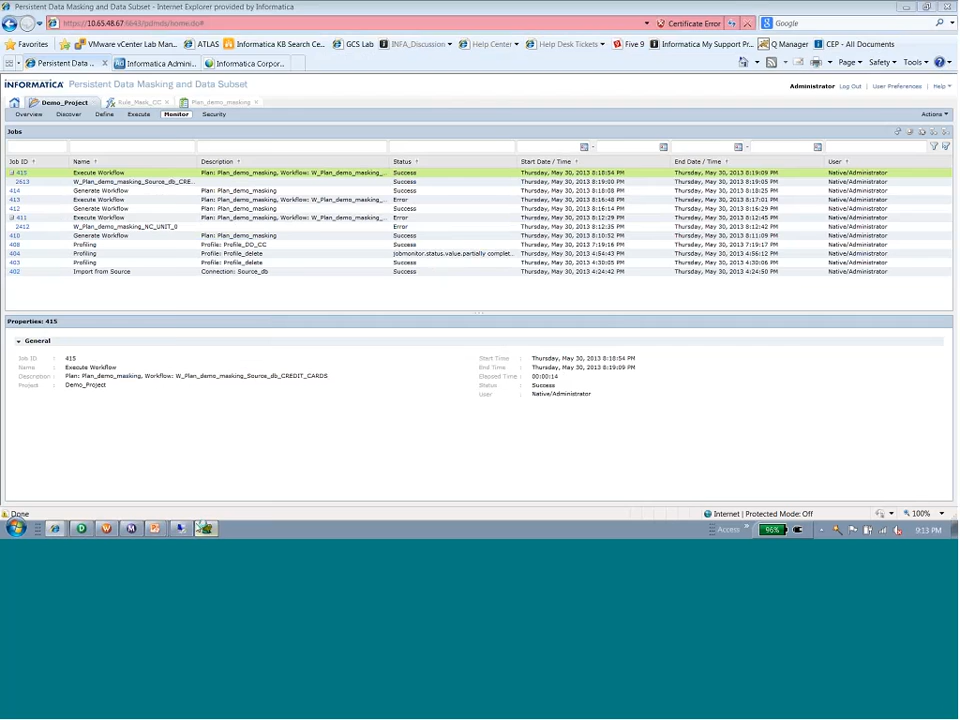 Persistent Data Masking and Data Subset - Internet Explorer provided by Informatica
https://10.65.48.67:6643/pdmds/home.do# Certificate Error Google
Favorites VMware vCenter Lab Man... ATLAS Informatica KB Search Ce... GCS Lab INFA_Discussion Help Center Help Desk Tickets Five 9 Informatica My Support Pr... Q Manager CEP - All Documents
Persistent Data ... Informatica Admini... Informatica Corpor... Page Safety Tools
INFORMATICA Persistent Data Masking and Data Subset Administrator Log Out User Preferences Help
Demo_Project Rule_Mask_CC Plan_demo_masking
Overview Discover Define Execute Monitor Security Actions
Jobs
Job ID Name Description Status Start Date / Time End Date / Time User
415 Execute Workflow Plan: Plan_demo_masking, Workflow: W_Plan_demo_masking_... Success Thursday, May 30, 2013 8:18:54 PM Thursday, May 30, 2013 8:19:09 PM Native/Administrator
2613 W_Plan_demo_masking_Source_db_CRE... Success Thursday, May 30, 2013 8:19:00 PM Thursday, May 30, 2013 8:19:05 PM Native/Administrator
414 Generate Workflow Plan: Plan_demo_masking Success Thursday, May 30, 2013 8:18:08 PM Thursday, May 30, 2013 8:18:25 PM Native/Administrator
413 Execute Workflow Plan: Plan_demo_masking, Workflow: W_Plan_demo_masking_... Error Thursday, May 30, 2013 8:16:48 PM Thursday, May 30, 2013 8:17:01 PM Native/Administrator
412 Generate Workflow Plan: Plan_demo_masking Success Thursday, May 30, 2013 8:16:14 PM Thursday, May 30, 2013 8:16:29 PM Native/Administrator
411 Execute Workflow Plan: Plan_demo_masking, Workflow: W_Plan_demo_masking_... Error Thursday, May 30, 2013 8:12:29 PM Thursday, May 30, 2013 8:12:45 PM Native/Administrator
2412 W_Plan_demo_masking_NC_UNIT_0 Error Thursday, May 30, 2013 8:12:35 PM Thursday, May 30, 2013 8:12:42 PM Native/Administrator
410 Generate Workflow Plan: Plan_demo_masking Success Thursday, May 30, 2013 8:10:52 PM Thursday, May 30, 2013 8:11:09 PM Native/Administrator
408 Profiling Profile: Profile_DD_CC Success Thursday, May 30, 2013 7:19:16 PM Thursday, May 30, 2013 7:19:17 PM Native/Administrator
404 Profiling Profile: Profile_delete jobmonitor.status.value.partially complet... Thursday, May 30, 2013 4:54:43 PM Thursday, May 30, 2013 4:56:12 PM Native/Administrator
403 Profiling Profile: Profile_delete Success Thursday, May 30, 2013 4:30:05 PM Thursday, May 30, 2013 4:30:06 PM Native/Administrator
402 Import from Source Connection: Source_db Success Thursday, May 30, 2013 4:24:42 PM Thursday, May 30, 2013 4:24:50 PM Native/Administrator
Properties: 415
General
Job ID : 415 Start Time : Thursday, May 30, 2013 8:18:54 PM
Name : Execute Workflow End Time : Thursday, May 30, 2013 8:19:09 PM
Description : Plan: Plan_demo_masking, Workflow: W_Plan_demo_masking_Source_db_CREDIT_CARDS Elapsed Time : 00:00:14
Project : Demo_Project Status : Success
User : Native/Administrator
Done Internet | Protected Mode: Off 100%
Access 96% 9:13 PM